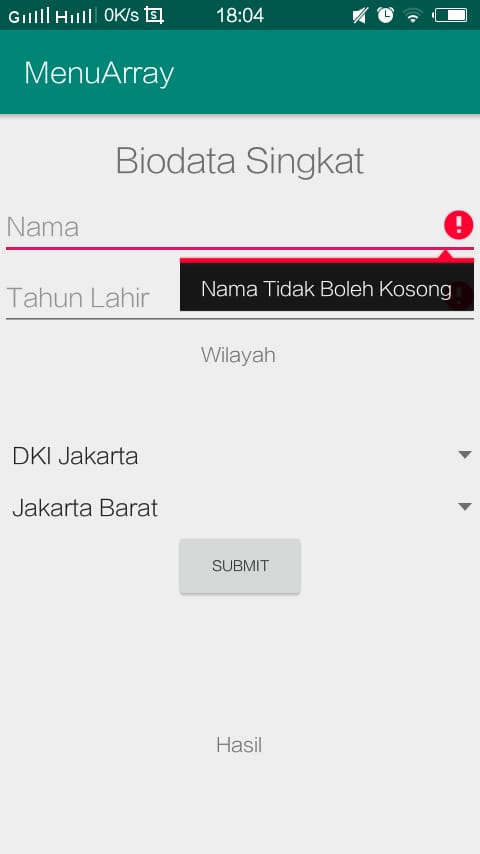 G H 0K/s S 18:04
MenuArray
Biodata Singkat
Nama
Nama Tidak Boleh Kosong
Tahun Lahir
Wilayah
DKI Jakarta
Jakarta Barat
SUBMIT
Hasil